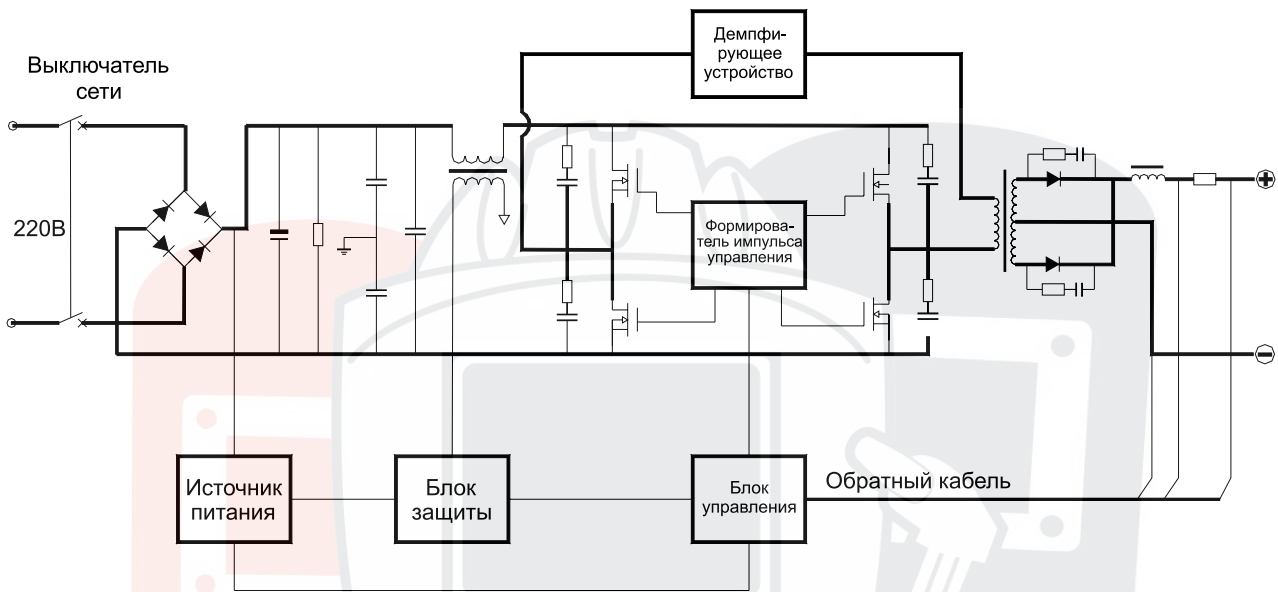 Демпфи-
рующее
устройство
Выключатель
сети
220В
Формирова-
тель импульса
управления
Источник
питания
Блок
защиты
Блок
управления
Обратный кабель